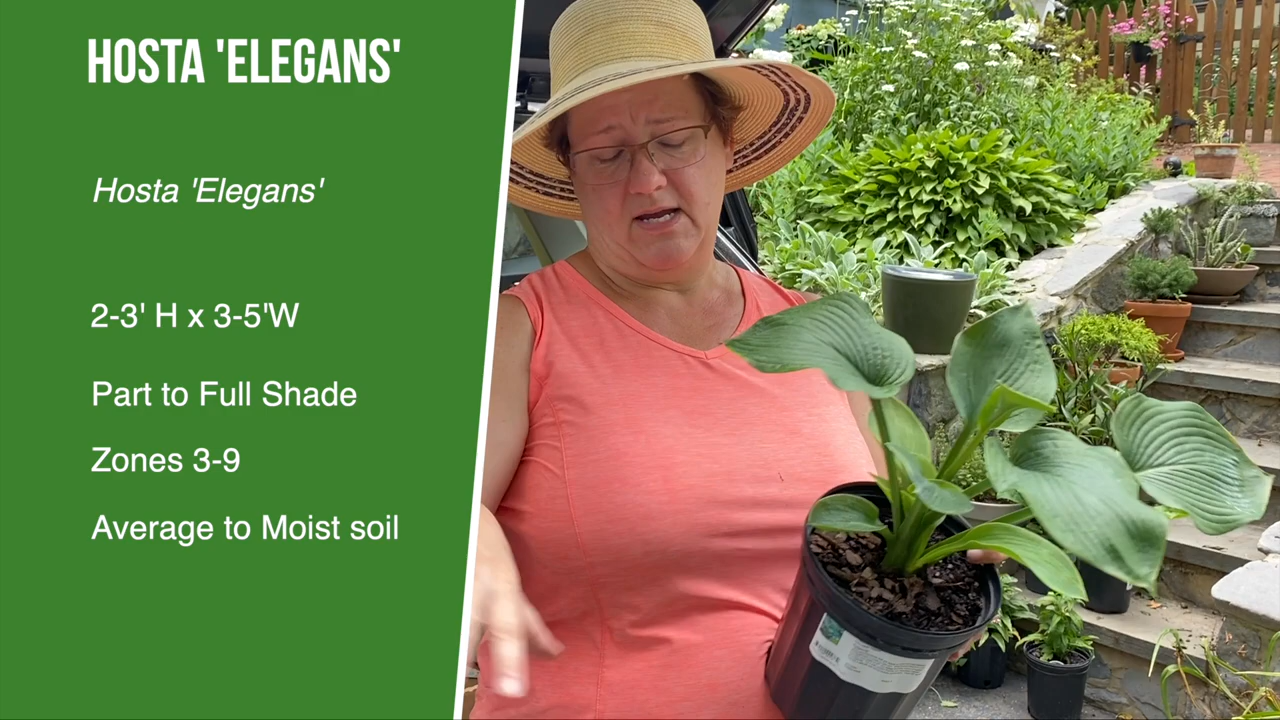 HOSTA 'ELEGANS'
Hosta 'Elegans'
2-3' H x 3-5'W
Part to Full Shade
Zones 3-9
Average to Moist soil